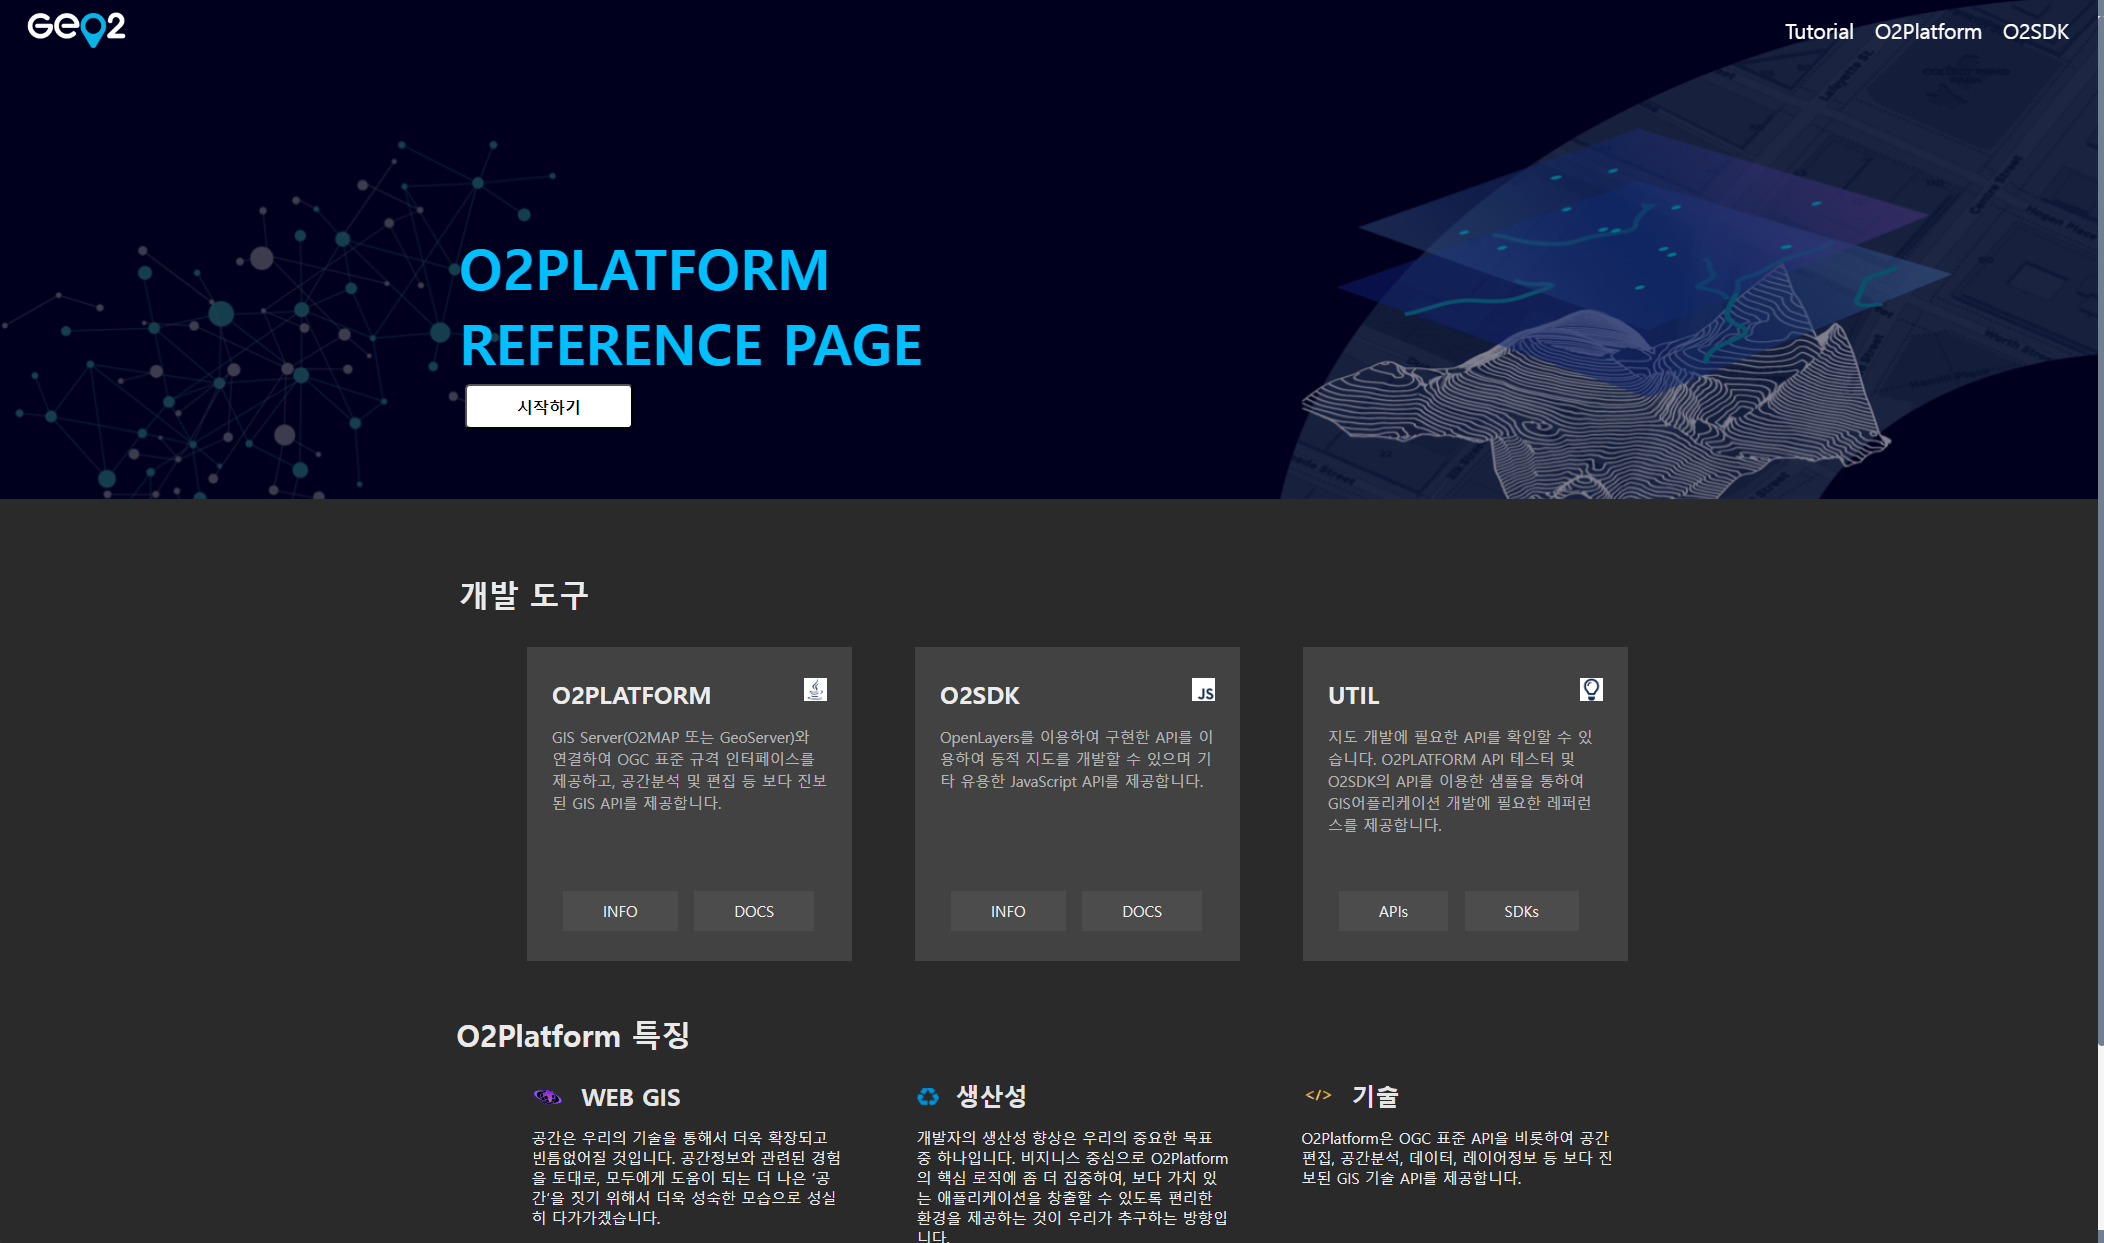 GEO2
Tutorial O2Platform O2SDK
O2PLATFORM
REFERENCE PAGE
시작하기
개발 도구
O2PLATFORM
GIS Server(O2MAP 또는 GeoServer)와
연결하여 OGC 표준 규격 인터페이스를
제공하고, 공간분석 및 편집 등 보다 진보
된 GIS API를 제공합니다.
INFO DOCS
O2SDK
JS
OpenLayers를 이용하여 구현한 API를 이
용하여 동적 지도를 개발할 수 있으며 기
타 유용한 JavaScript API를 제공합니다.
INFO DOCS
UTIL
지도 개발에 필요한 API를 확인할 수 있
습니다. O2PLATFORM API 테스터 및
O2SDK의 API를 이용한 샘플을 통하여
GIS어플리케이션 개발에 필요한 레퍼런
스를 제공합니다.
APIs SDKs
O2Platform 특징
WEB GIS
공간은 우리의 기술을 통해서 더욱 확장되고
빈틈없어질 것입니다. 공간정보와 관련된 경험
을 토대로, 모두에게 도움이 되는 더 나은 '공
간'을 짓기 위해서 더욱 성숙한 모습으로 성실
히 다가가겠습니다.
생산성
개발자의 생산성 향상은 우리의 중요한 목표
중 하나입니다. 비지니스 중심으로 O2Platform
의 핵심 로직에 좀 더 집중하여, 보다 가치 있
는 애플리케이션을 창출할 수 있도록 편리한
환경을 제공하는 것이 우리가 추구하는 방향입
니다.
</> 기술
O2Platform은 OGC 표준 API을 비롯하여 공간
편집, 공간분석, 데이터, 레이어정보 등 보다 진
보된 GIS 기술 API를 제공합니다.